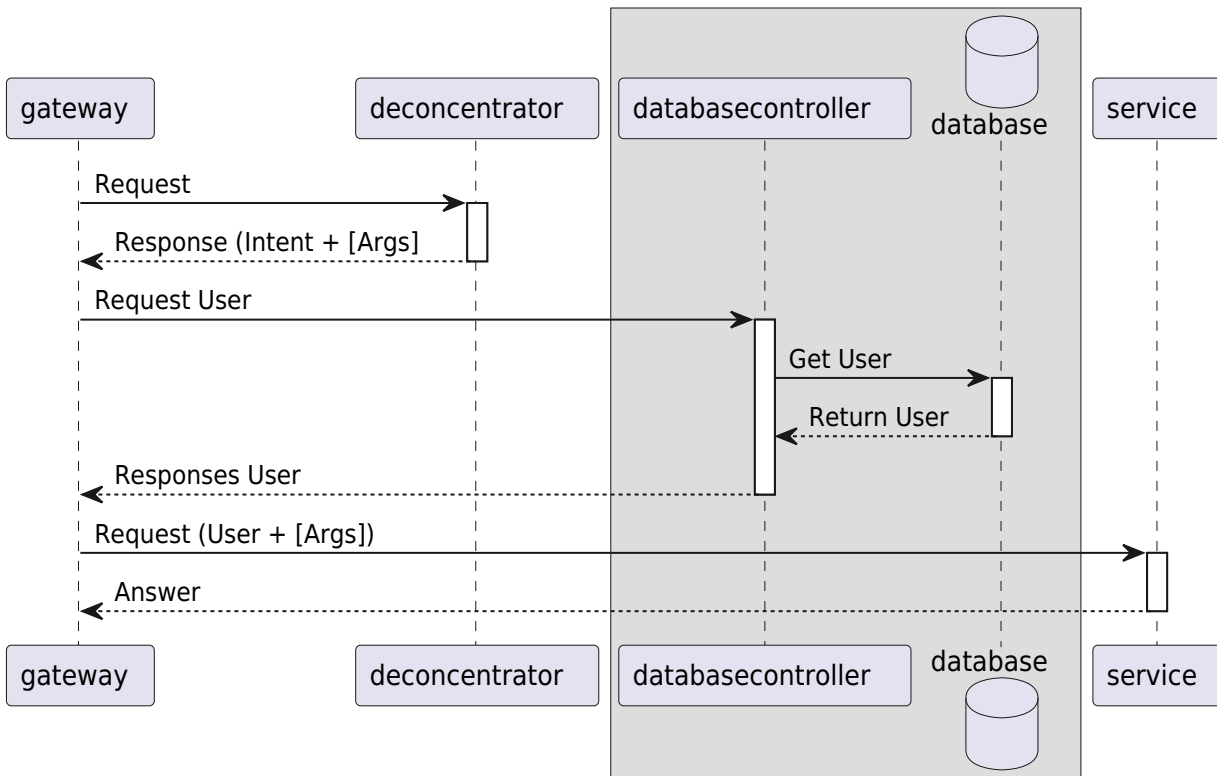 gateway
deconcentrator
databasecontroller
database
service
Request
Response (Intent + [Args]
Request User
Get User
Return User
Responses User
Request (User + [Args])
Answer
gateway
deconcentrator
databasecontroller
database
service